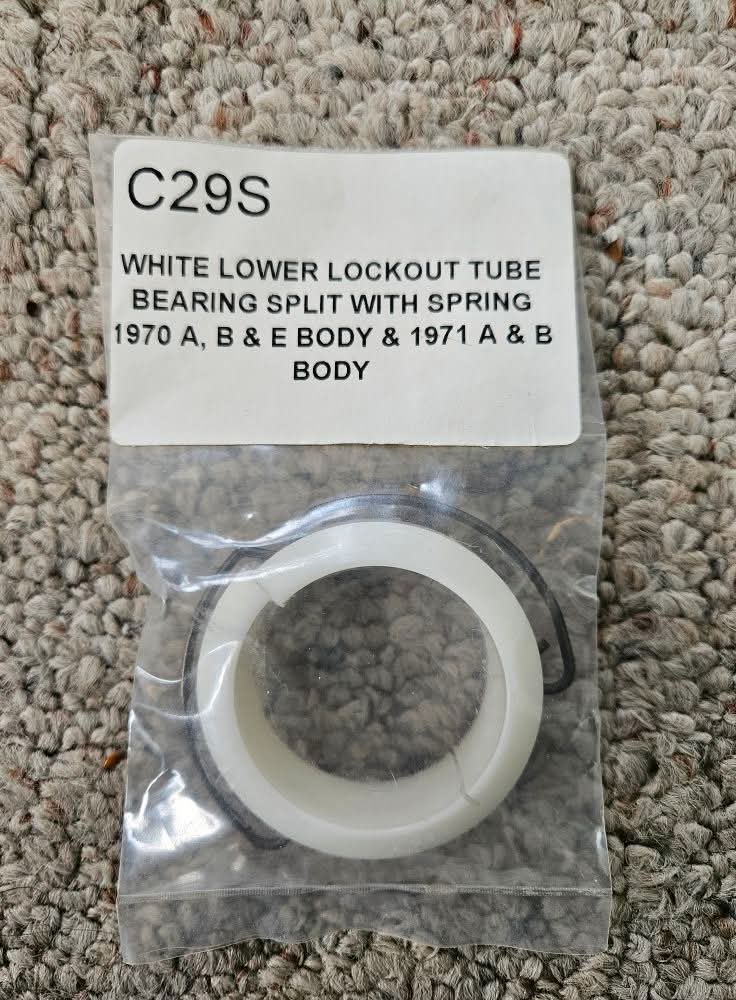 C29S
WHITE LOWER LOCKOUT TUBE
BEARING SPLIT WITH SPRING
1970 A, B & E BODY & 1971 A & B
BODY